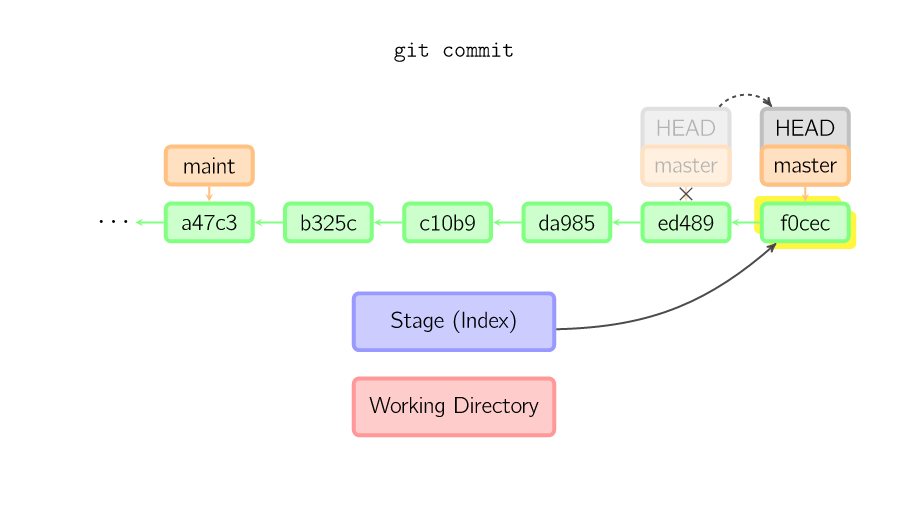 git commit
HEAD HEAD
maint master master
... a47c3 b325c c10b9 da985 ed489 f0cec
Stage (Index)
Working Directory